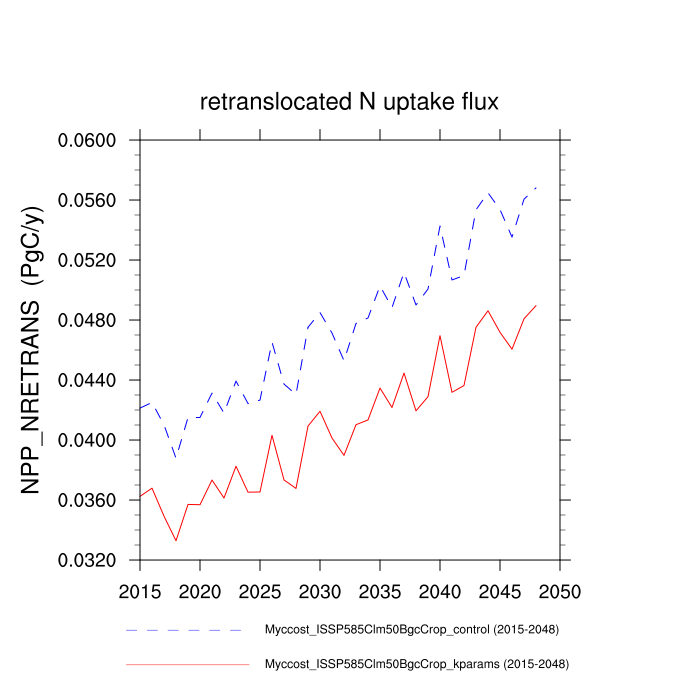 retranslocated N uptake flux
NPP_NRETRANS (PgC/y)
0.0600
0.0560
0.0520
0.0480
0.0440
0.0400
0.0360
0.0320
2015 2020 2025 2030 2035 2040 2045 2050
Myccost_ISSP585Clm50BgcCrop_control (2015-2048)
Myccost_ISSP585Clm50BgcCrop_kparams (2015-2048)